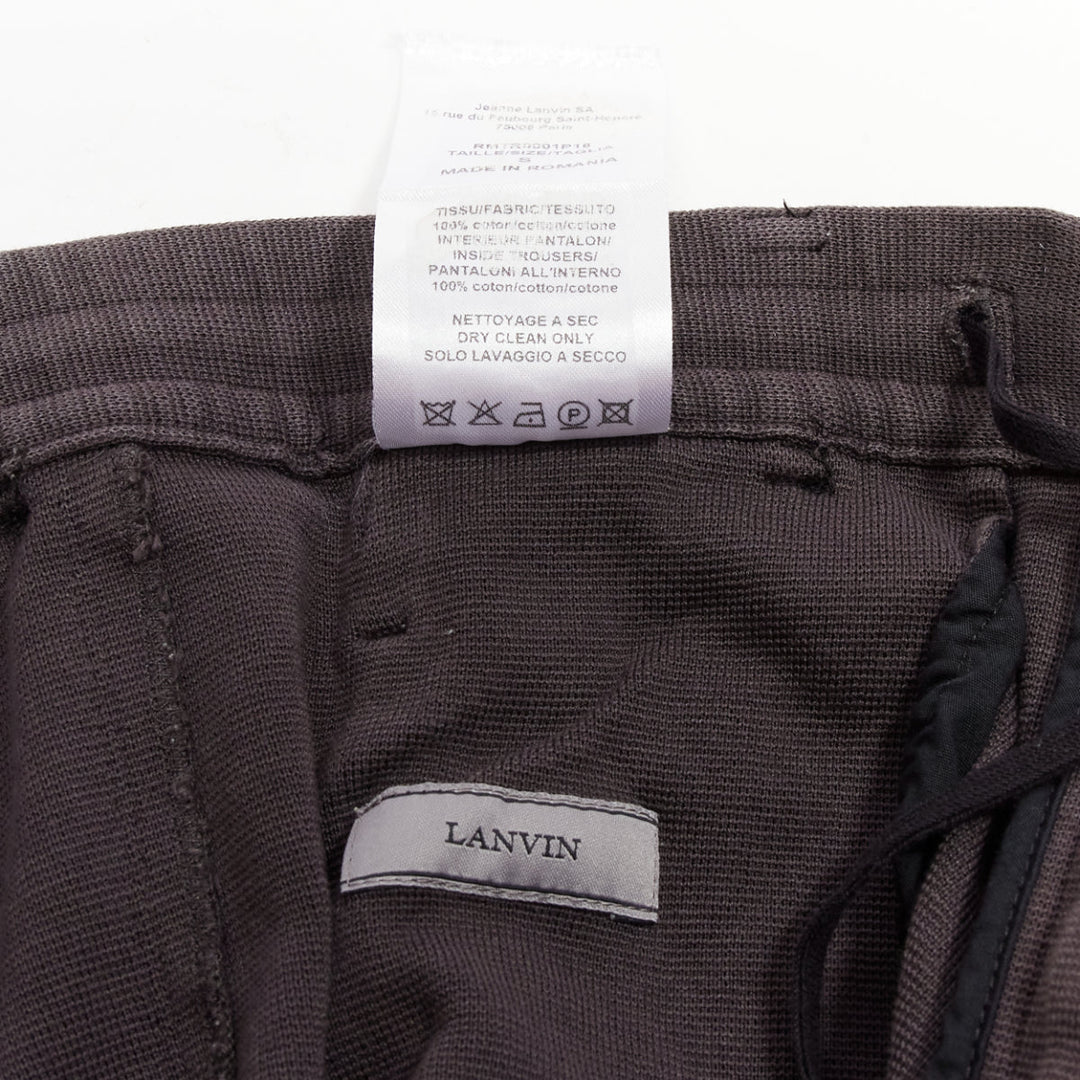 Jeanne Lanvin SA
15 rue du Faubourg Saint-Honoré
75008 Paris
TAILLE/SIZE/TAGLIA
S
MADE IN ROMANIA
TISSU/FABRIC/TESSUTO
100% coton/cotton/cotone
INTERIEUR PANTALON/
INSIDE TROUSERS/
PANTALONI ALL'INTERNO
100% coton/cotton/cotone
NETTOYAGE A SEC
DRY CLEAN ONLY
SOLO LAVAGGIO A SECCO
P
LANVIN